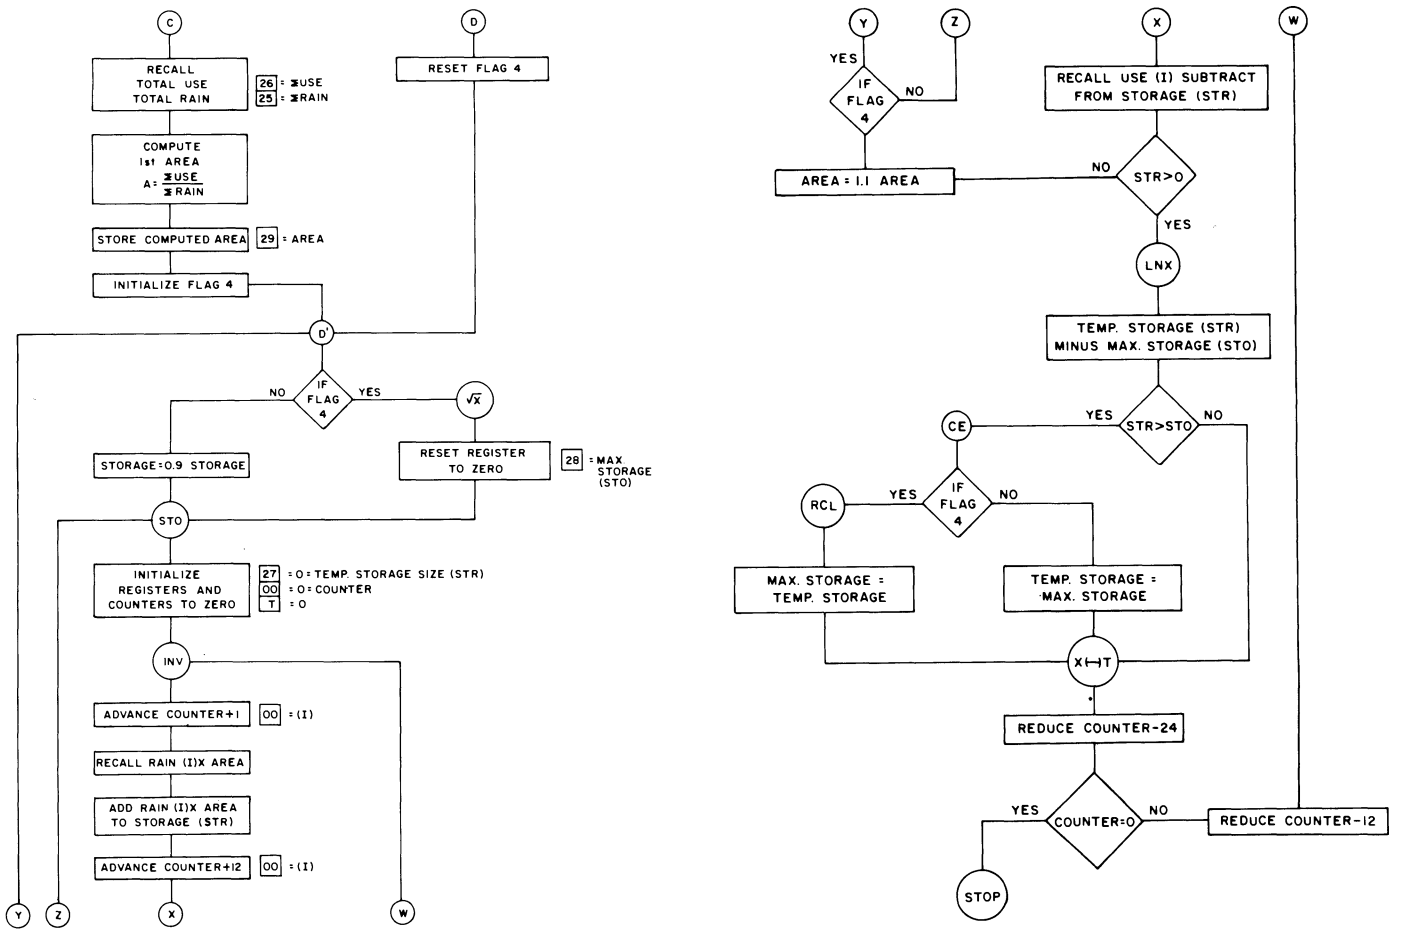 C
RECALL
TOTAL USE
TOTAL RAIN
26 = ΣUSE
25 = ΣRAIN
COMPUTE
1st AREA
A = ΣUSE
ΣRAIN
STORE COMPUTED AREA
29 = AREA
INITIALIZE FLAG 4
D
RESET FLAG 4
D'
IF
FLAG
4
NO
YES
√X
RESET REGISTER
TO ZERO
28 = MAX.
STORAGE
(STO)
STORAGE=0.9 STORAGE
STO
INITIALIZE
REGISTERS AND
COUNTERS TO ZERO
27 = 0 = TEMP. STORAGE SIZE (STR)
00 = 0 = COUNTER
T = 0
INV
ADVANCE COUNTER+1
00 = (I)
RECALL RAIN (I)X AREA
ADD RAIN (I)X AREA
TO STORAGE (STR)
ADVANCE COUNTER+12
00 = (I)
Y
Z
X
W
Y
Z
X
W
YES
IF
FLAG
4
NO
AREA = 1.1 AREA
RECALL USE (I) SUBTRACT
FROM STORAGE (STR)
NO
STR>0
YES
LNX
TEMP. STORAGE (STR)
MINUS MAX. STORAGE (STO)
YES
STR>STO
NO
CE
YES
IF
FLAG
4
NO
RCL
MAX. STORAGE =
TEMP. STORAGE
TEMP. STORAGE =
MAX. STORAGE
X↔T
REDUCE COUNTER-24
YES
COUNTER=0
NO
REDUCE COUNTER-12
STOP